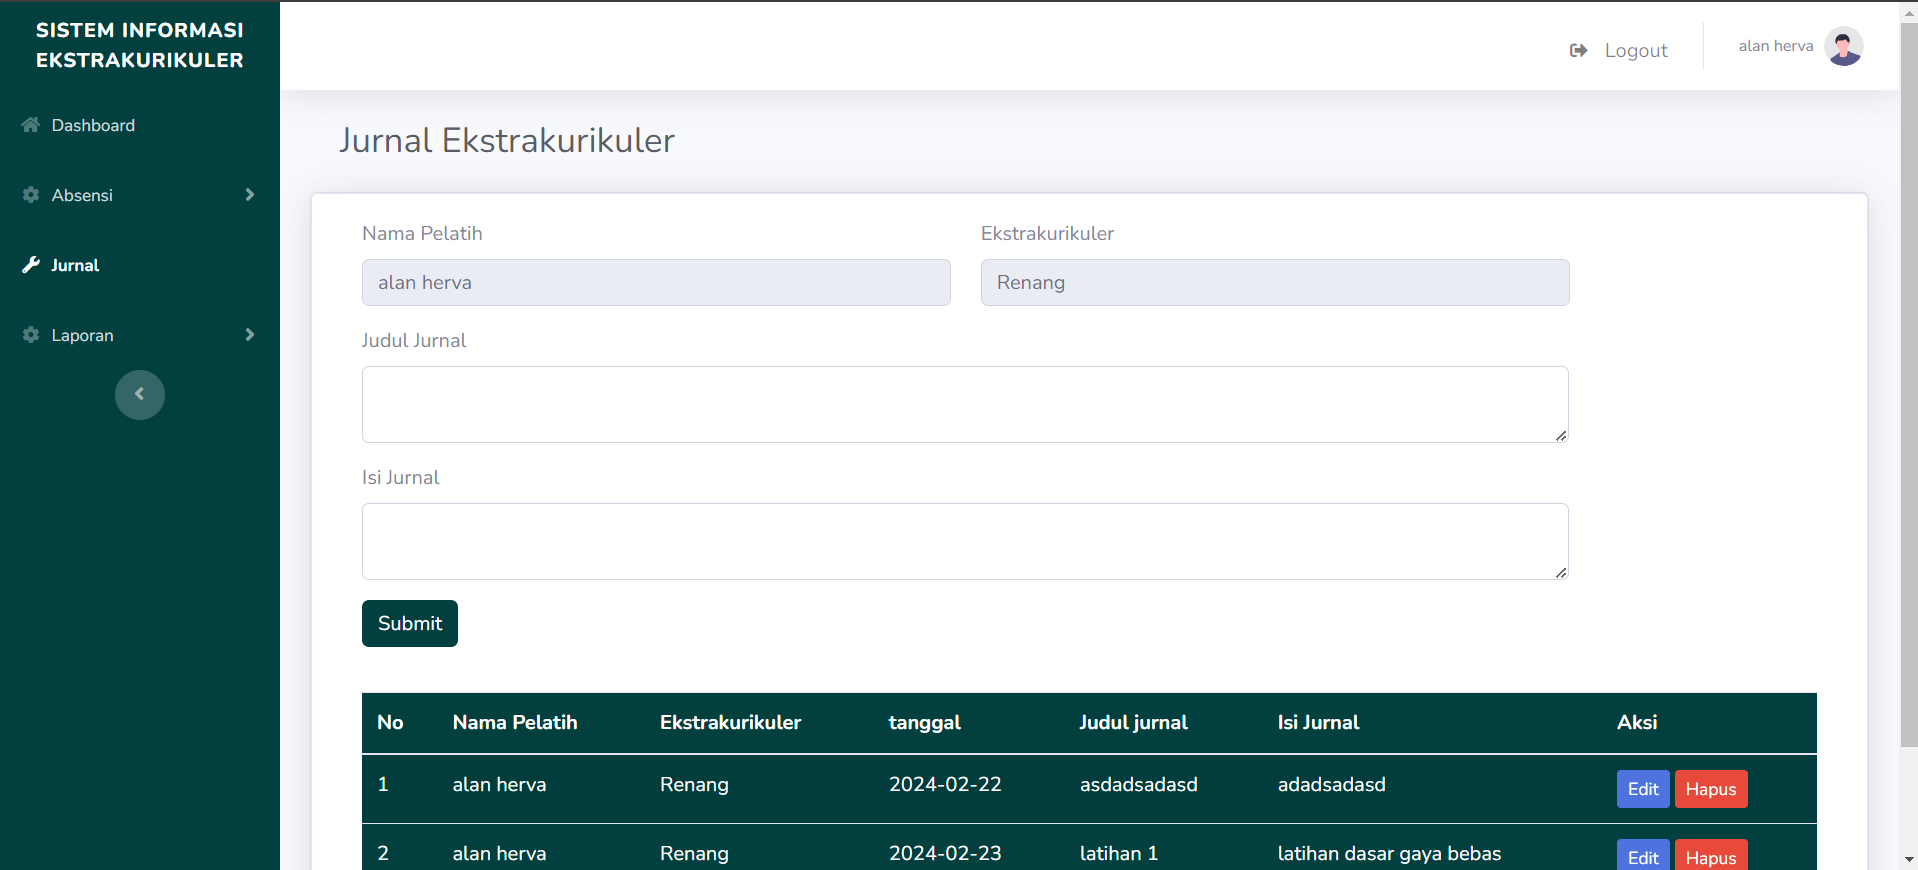 SISTEM INFORMASI
EKSTRAKURIKULER
Dashboard
Absensi
Jurnal
Laporan
Logout
alan herva
Jurnal Ekstrakurikuler
Nama Pelatih Ekstrakurikuler
alan herva Renang
Judul Jurnal
Isi Jurnal
Submit
No Nama Pelatih Ekstrakurikuler tanggal Judul jurnal Isi Jurnal Aksi
1 alan herva Renang 2024-02-22 asdadsadasd adadsadasd Edit Hapus
2 alan herva Renang 2024-02-23 latihan 1 latihan dasar gaya bebas Edit Hapus